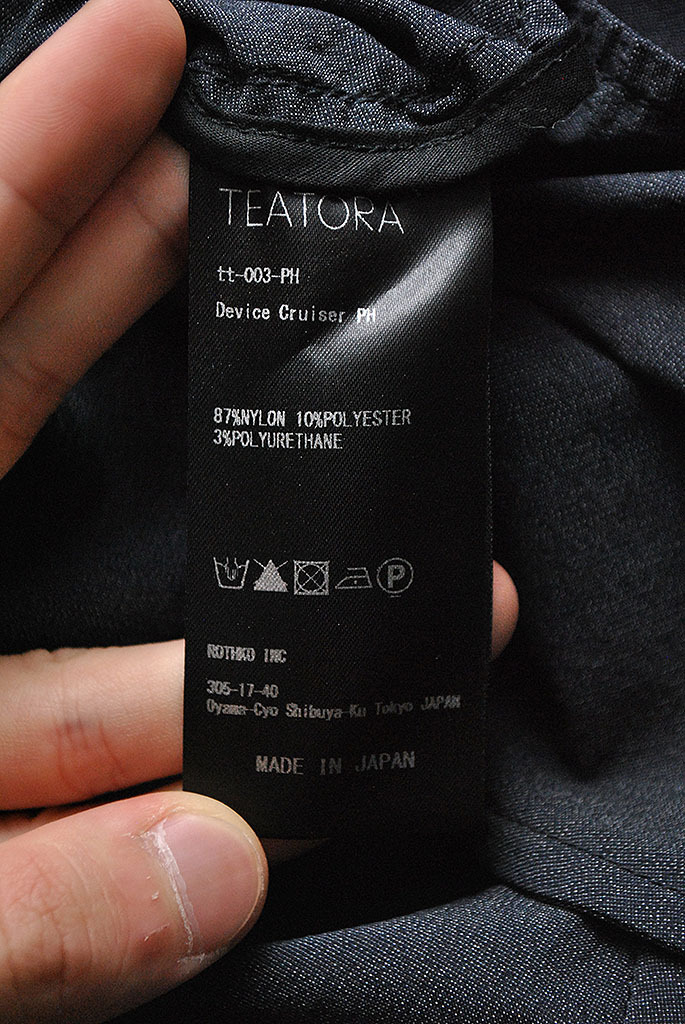 TEATORA
tt-003-PH
Device Cruiser PH
87%NYLON 10%POLYESTER
3%POLYURETHANE
P
ROTHKO INC
305-17-40
Oyama-Cyo Shibuya-Ku Tokyo JAPAN
MADE IN JAPAN